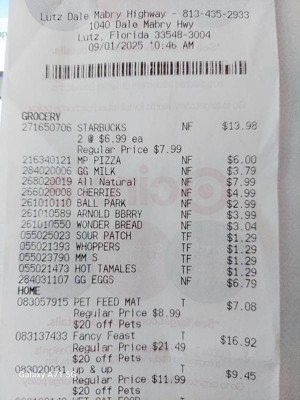 Lutz Dale Mabry Highway - 813-435-2933
1040 Dale Mabry Hwy
Lutz, Florida 33548-3004
09/01/2025 10:46 AM
GROCERY
271650706 STARBUCKS NF $13.98
2 @ $6.99 ea
Regular Price $7.99
216340121 MP PIZZA NF $6.00
284020006 GG MILK NF $3.79
268020019 All Natural NF $7.99
266020008 CHERRIES NF $4.99
261010110 BALL PARK NF $2.99
261010589 ARNOLD BBRRY NF $3.99
261010550 WONDER BREAD NF $3.04
055025023 SOUR PATCH TF $1.29
055021393 WHOPPERS TF $1.29
055023790 MM S TF $1.29
055021473 HOT TAMALES TF $1.29
284031107 GG EGGS NF $6.79
HOME
083057915 PET FEED MAT T $7.08
Regular Price $8.99
$20 off Pets
083137433 Fancy Feast T $16.92
Regular Price $21.49
$20 off Pets
083020031 up & up T $9.45
Regular Price $11.99
$20 off Pets